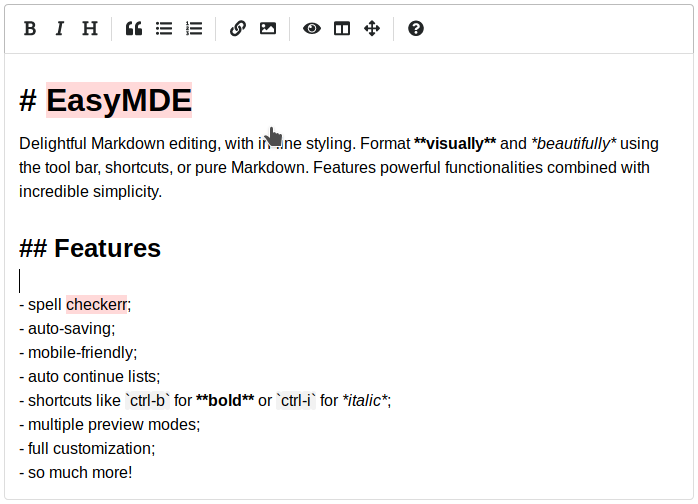 # EasyMDE
Delightful Markdown editing, with in-line styling. Format **visually** and *beautifully* using
the tool bar, shortcuts, or pure Markdown. Features powerful functionalities combined with
incredible simplicity.
## Features
- spell checkerr;
- auto-saving;
- mobile-friendly;
- auto continue lists;
- shortcuts like `ctrl-b` for **bold** or `ctrl-i` for *italic*;
- multiple preview modes;
- full customization;
- so much more!